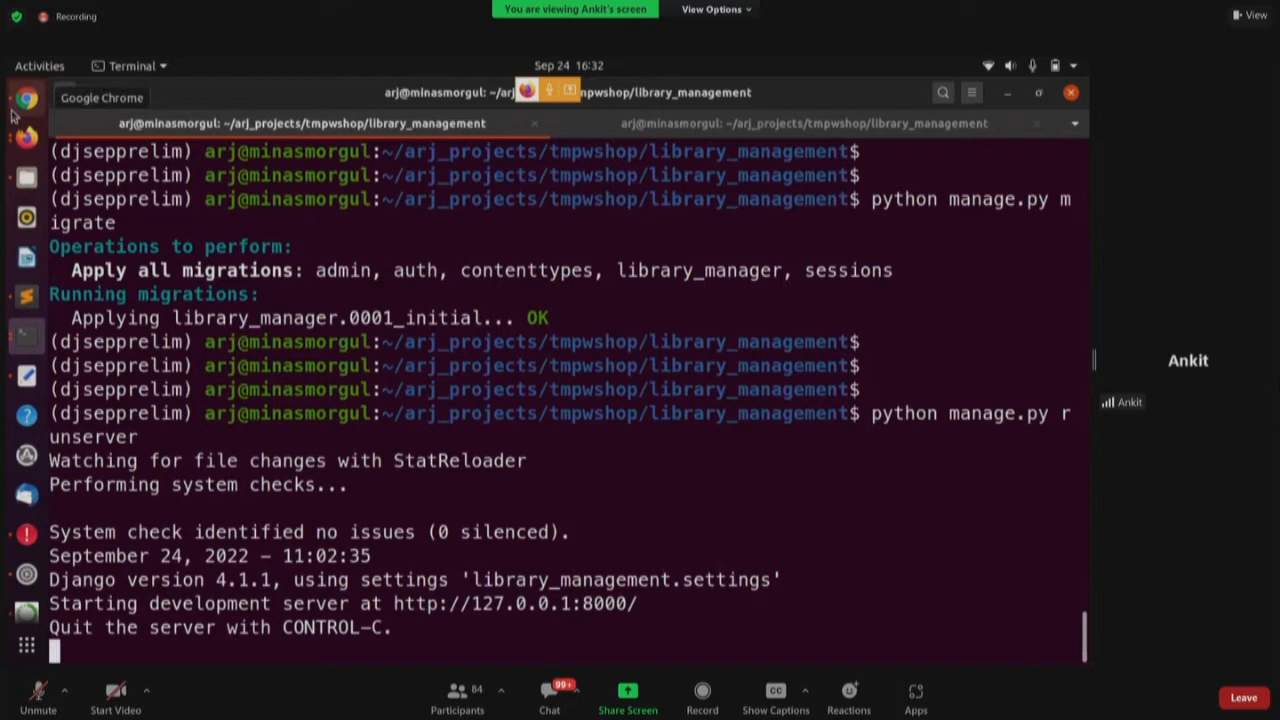 Recording
You are viewing Ankit's screen
View Options
View
Activities
Terminal
Sep 24 16:32
Google Chrome
arj@minasmorgul: ~/arj
mpwshop/library_management
arj@minasmorgul: ~/arj_projects/tmpwshop/library_management
arj@minasmorgul: ~/arj_projects/tmpwshop/library_management
(djsepprelim) arj@minasmorgul:~/arj_projects/tmpwshop/library_management$
(djsepprelim) arj@minasmorgul:~/arj_projects/tmpwshop/library_management$
(djsepprelim) arj@minasmorgul:~/arj_projects/tmpwshop/library_management$ python manage.py m
igrate
Operations to perform:
Apply all migrations: admin, auth, contenttypes, library_manager, sessions
Running migrations:
Applying library_manager.0001_initial... OK
(djsepprelim) arj@minasmorgul:~/arj_projects/tmpwshop/library_management$
(djsepprelim) arj@minasmorgul:~/arj_projects/tmpwshop/library_management$
(djsepprelim) arj@minasmorgul:~/arj_projects/tmpwshop/library_management$
(djsepprelim) arj@minasmorgul:~/arj_projects/tmpwshop/library_management$ python manage.py r
unserver
Watching for file changes with StatReloader
Performing system checks...
System check identified no issues (0 silenced).
September 24, 2022 - 11:02:35
Django version 4.1.1, using settings 'library_management.settings'
Starting development server at http://127.0.0.1:8000/
Quit the server with CONTROL-C.
Ankit
Ankit
Unmute
Start Video
84
Participants
99+
Chat
Share Screen
Record
CC
Show Captions
Reactions
Apps
Leave